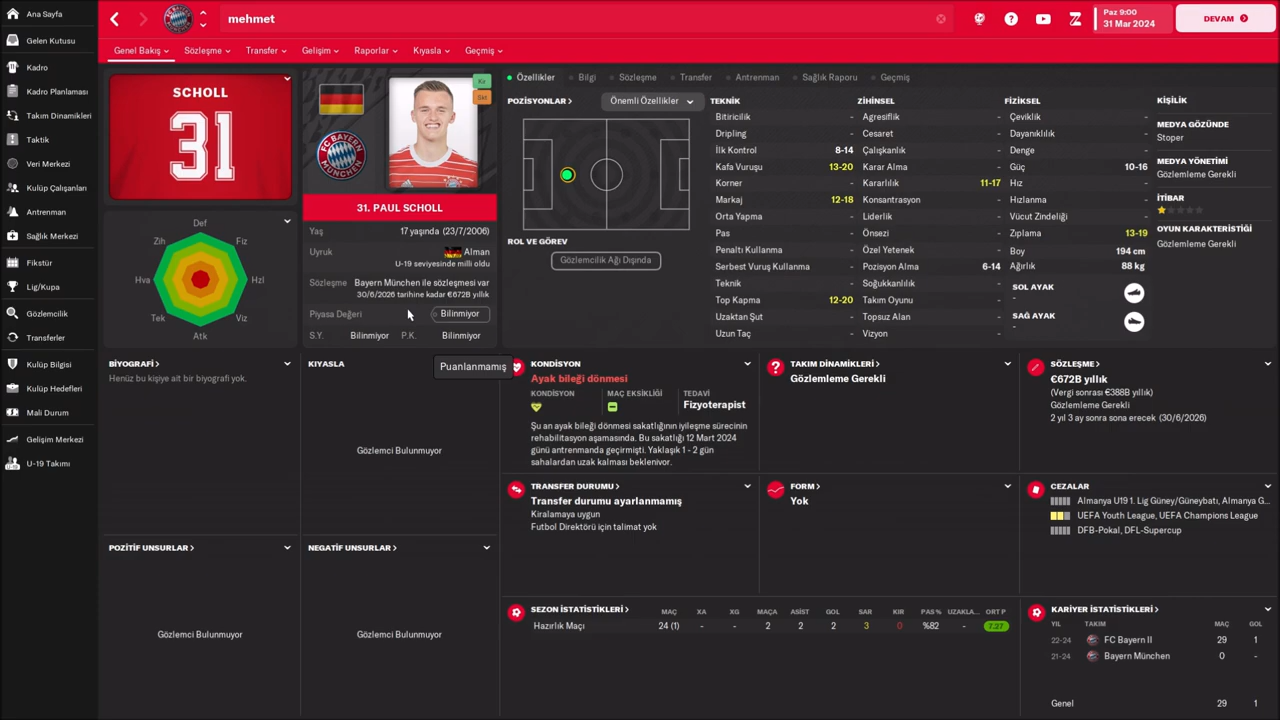 Ana Sayfa
Gelen Kutusu
Kadro
Kadro Planlaması
Takım Dinamikleri
Taktik
Veri Merkezi
Kulüp Çalışanları
Antrenman
Sağlık Merkezi
Fikstür
Lig/Kupa
Gözlemcilik
Transferler
Kulüp Bilgisi
Kulüp Hedefleri
Mali Durum
Gelişim Merkezi
U-19 Takımı
mehmet
Paz 9:00
31 Mar 2024
DEVAM
Genel Bakış Sözleşme Transfer Gelişim Raporlar Kıyasla Geçmiş
SCHOLL
31
Def
Fiz
Hzl
Viz
Atk
Tek
Hva
Zih
FC BAYERN MÜNCHEN
Kir
Skt
31. PAUL SCHOLL
Yaş 17 yaşında (23/7/2006)
Uyruk Alman
U-19 seviyesinde milli oldu
Sözleşme Bayern München ile sözleşmesi var
30/6/2026 tarihine kadar €672B yıllık
Piyasa Değeri Bilinmiyor
S.Y. Bilinmiyor P.K. Bilinmiyor
Puanlanmamış
Özellikler Bilgi Sözleşme Transfer Antrenman Sağlık Raporu Geçmiş
POZİSYONLAR
Önemli Özellikler
ROL VE GÖREV
Gözlemcilik Ağı Dışında
TEKNİK
Bitiricilik -
Dripling -
İlk Kontrol 8-14
Kafa Vuruşu 13-20
Korner -
Markaj 12-18
Orta Yapma -
Pas -
Penaltı Kullanma -
Serbest Vuruş Kullanma -
Teknik -
Top Kapma 12-20
Uzaktan Şut -
Uzun Taç -
ZİHİNSEL
Agresiflik -
Cesaret -
Çalışkanlık -
Karar Alma -
Kararlılık 11-17
Konsantrasyon -
Liderlik -
Önsezi -
Özel Yetenek -
Pozisyon Alma 6-14
Soğukkanlılık -
Takım Oyunu -
Topsuz Alan -
Vizyon -
FİZİKSEL
Çeviklik -
Dayanıklılık -
Denge -
Güç 10-16
Hız -
Hızlanma -
Vücut Zindeliği -
Zıplama 13-19
Boy 194 cm
Ağırlık 88 kg
SOL AYAK
-
SAĞ AYAK
-
KİŞİLİK
MEDYA GÖZÜNDE
Stoper
MEDYA YÖNETİMİ
Gözlemleme Gerekli
İTİBAR
OYUN KARAKTERİSTİĞİ
Gözlemleme Gerekli
BİYOGRAFİ
Henüz bu kişiye ait bir biyografi yok.
KIYASLA
Gözlemci Bulunmuyor
POZİTİF UNSURLAR
Gözlemci Bulunmuyor
NEGATİF UNSURLAR
Gözlemci Bulunmuyor
KONDİSYON
Ayak bileği dönmesi
KONDİSYON MAÇ EKSİKLİĞİ TEDAVİ
Fizyoterapist
Şu an ayak bileği dönmesi sakatlığının iyileşme sürecinin
rehabilitasyon aşamasında. Bu sakatlığı 12 Mart 2024
günü antrenmanda geçirmişti. Yaklaşık 1 - 2 gün
sahalardan uzak kalması bekleniyor.
TAKIM DİNAMİKLERİ
Gözlemleme Gerekli
SÖZLEŞME
€672B yıllık
(Vergi sonrası €388B yıllık)
Gözlemleme Gerekli
2 yıl 3 ay sonra sona erecek (30/6/2026)
TRANSFER DURUMU
Transfer durumu ayarlanmamış
Kiralamaya uygun
Futbol Direktörü için talimat yok
FORM
Yok
CEZALAR
Almanya U19 1. Lig Güney/Güneybatı, Almanya G...
UEFA Youth League, UEFA Champions League
DFB-Pokal, DFL-Supercup
SEZON İSTATİSTİKLERİ MAÇ XA XG MAÇA ASİST GOL SAR KIR PAS % UZAKLA... ORT P
Hazırlık Maçı 24 (1) - - 2 2 2 3 0 %82 - 7.27
KARİYER İSTATİSTİKLERİ
YIL TAKIM MAÇ GOL
22-24 FC Bayern II 29 1
21-24 Bayern München 0 -
Genel 29 1